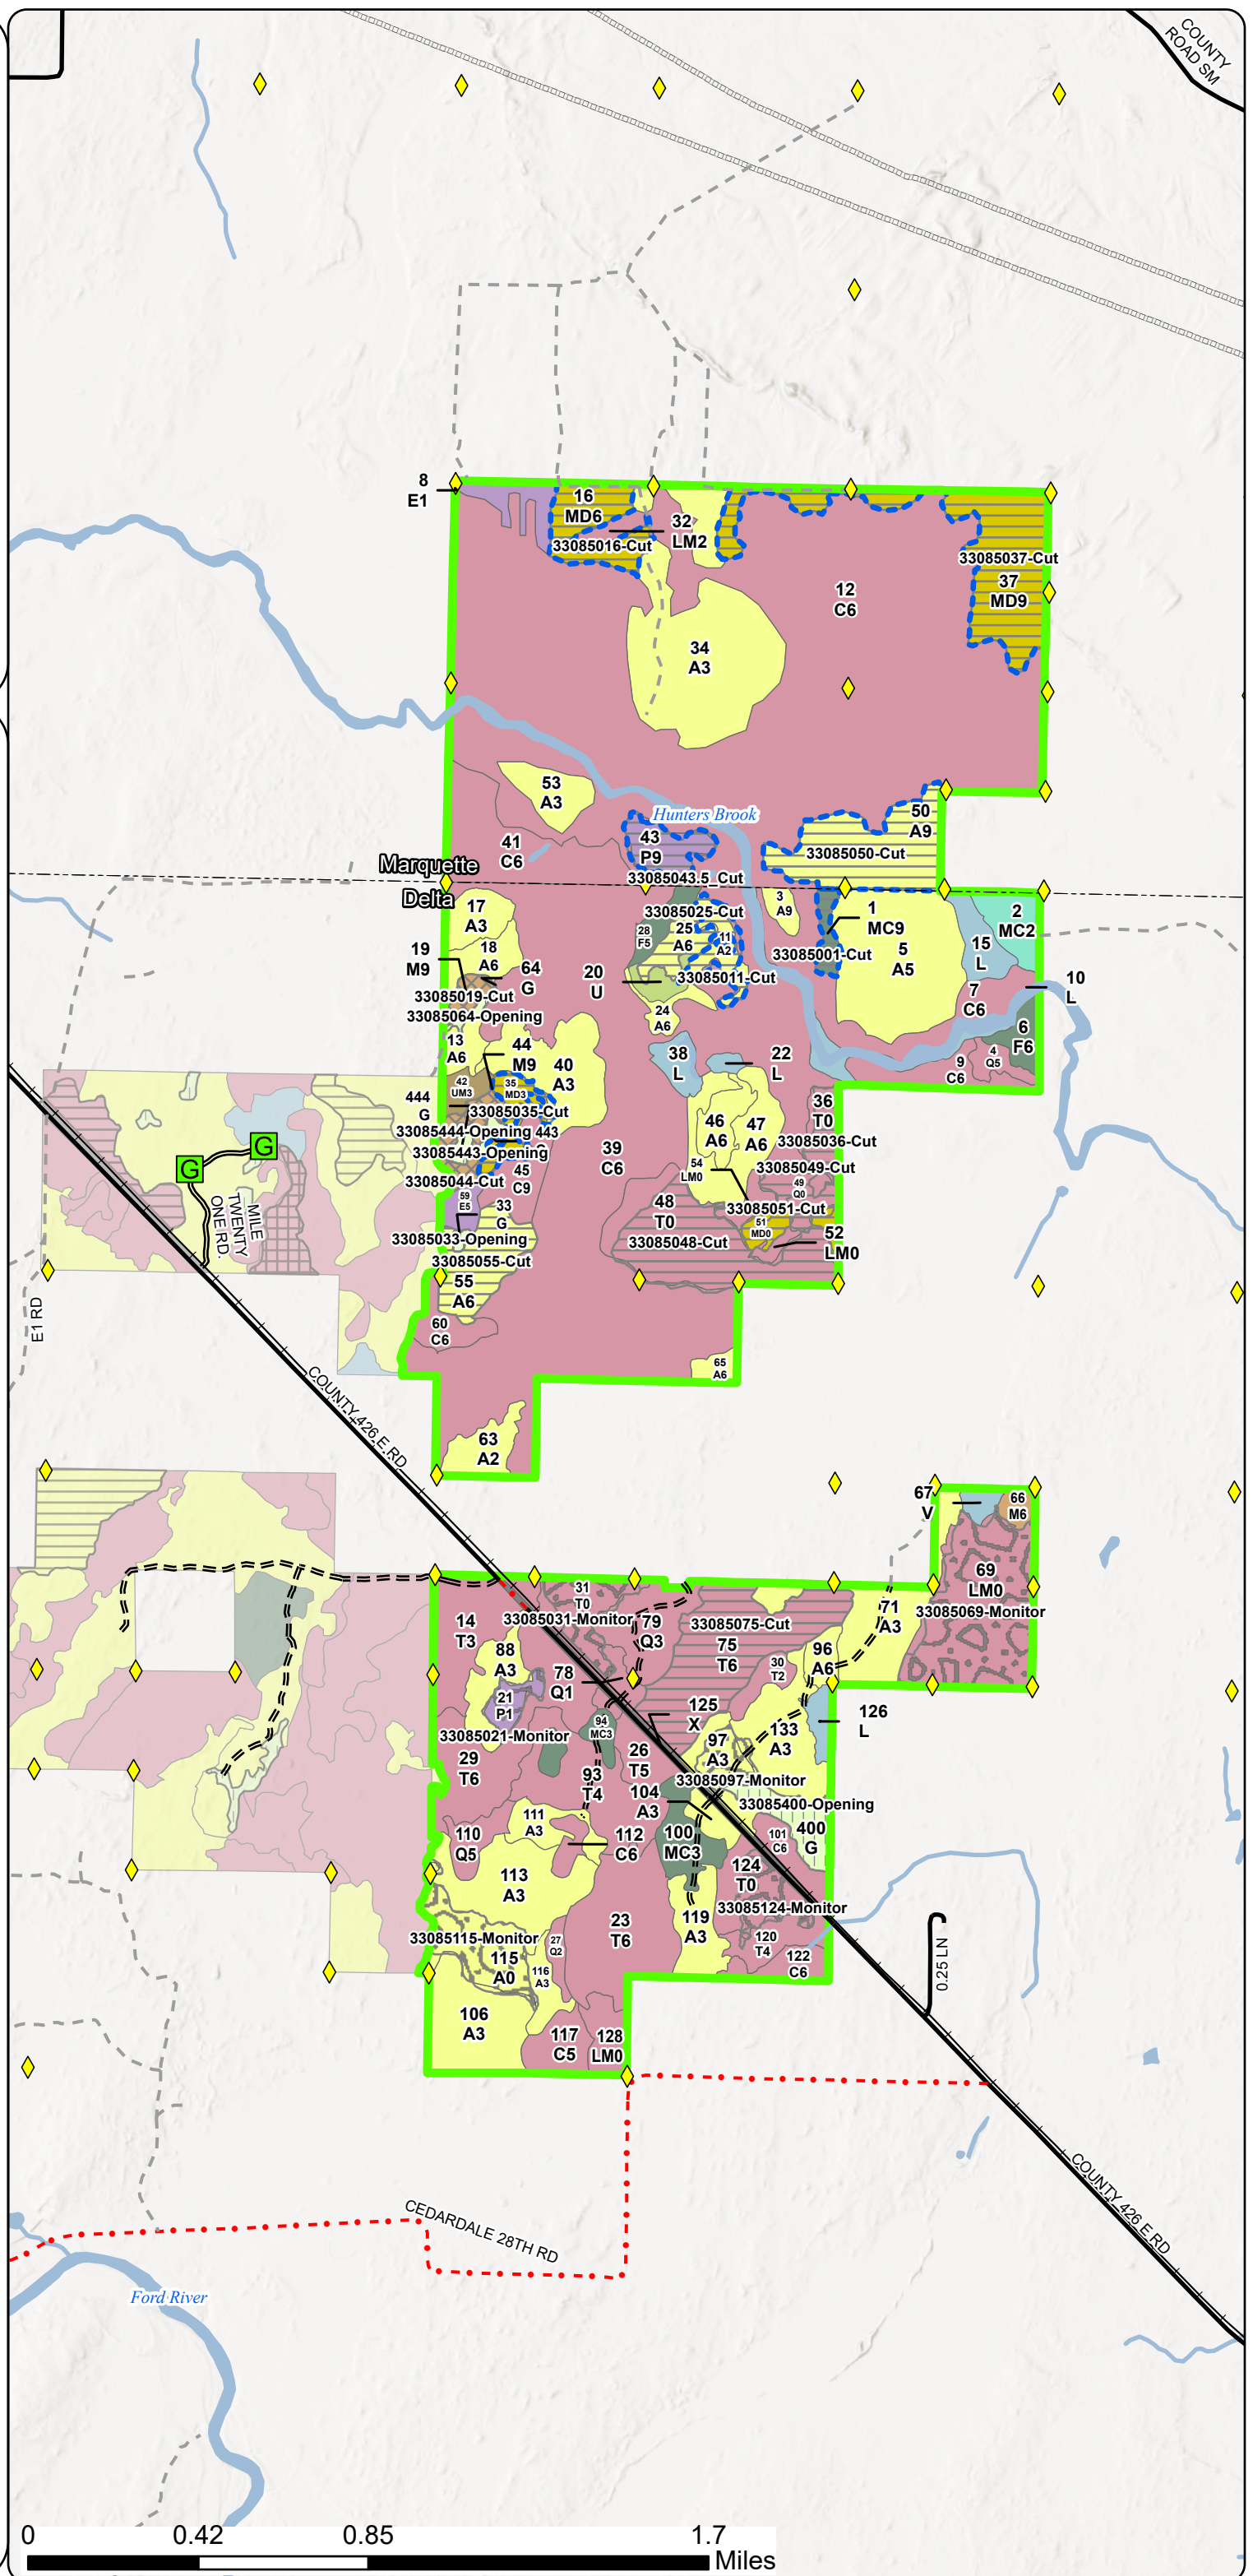 COUNTY
ROAD SM
8
E1
16
MD6
33085016-Cut
32
LM2
33085037-Cut
37
MD9
12
C6
34
A3
53
A3
Hunters Brook
50
A9
33085050-Cut
41
C6
43
P9
33085043.5_Cut
Marquette
Delta
17
A3
18
A6
19
M9
64
G
33085019-Cut
33085064-Opening
20
U
33085025-Cut
28
F5
25
A6
11
A2
33085011-Cut
24
A6
3
A9
1
MC9
33085001-Cut
5
A5
15
L
2
MC2
7
C6
10
L
6
F6
4
Q5
9
C6
13
A6
44
M9
40
A3
38
L
22
L
42
UM3
35
MD3
33085035-Cut
444
G
33085444-Opening
443
G
33085443-Opening
33085044-Cut
45
C9
46
A6
47
A6
36
T0
33085036-Cut
39
C6
54
LM0
33085049-Cut
49
Q0
33085051-Cut
51
MD0
52
LM0
48
T0
33085048-Cut
59
E5
33
G
33085033-Opening
33085055-Cut
55
A6
60
C6
65
A6
63
A2
G
G
MILE
TWENTY
ONE RD.
E1 RD
COUNTY 426 E RD
67
V
66
M6
69
LM0
33085069-Monitor
31
T0
33085031-Monitor
14
T3
79
Q3
33085075-Cut
75
T6
71
A3
96
A6
30
T2
88
A3
78
Q1
21
P1
33085021-Monitor
94
MC3
125
X
126
L
133
A3
97
A3
33085097-Monitor
26
T5
29
T6
93
T4
104
A3
33085400-Opening
400
G
101
C6
100
MC3
111
A3
112
C6
110
Q5
113
A3
124
T0
33085124-Monitor
120
T4
122
C6
119
A3
23
T6
33085115-Monitor
115
A0
27
Q2
116
A3
106
A3
117
C5
128
LM0
0.25 LN
COUNTY 426 E RD
CEDARDALE 28TH RD
Ford River
0 0.42 0.85 1.7
Miles